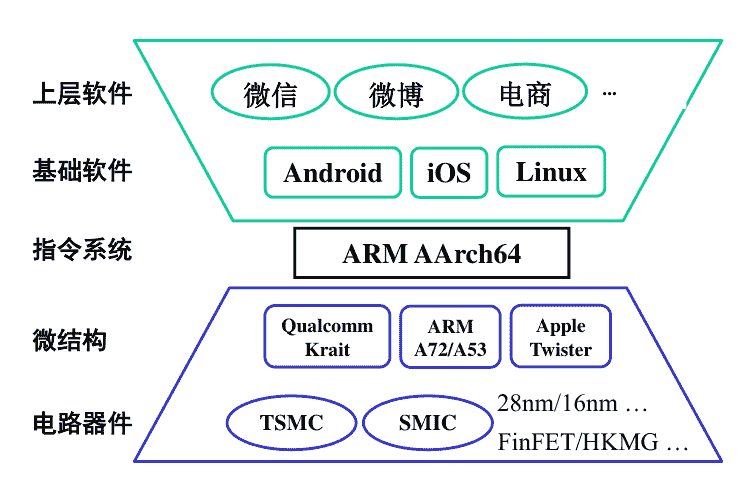 上层软件
微信 微博 电商 ...
基础软件
Android iOS Linux
指令系统
ARM AArch64
微结构
Qualcomm Krait
ARM A72/A53
Apple Twister
电路器件
TSMC SMIC
28nm/16nm …
FinFET/HKMG …